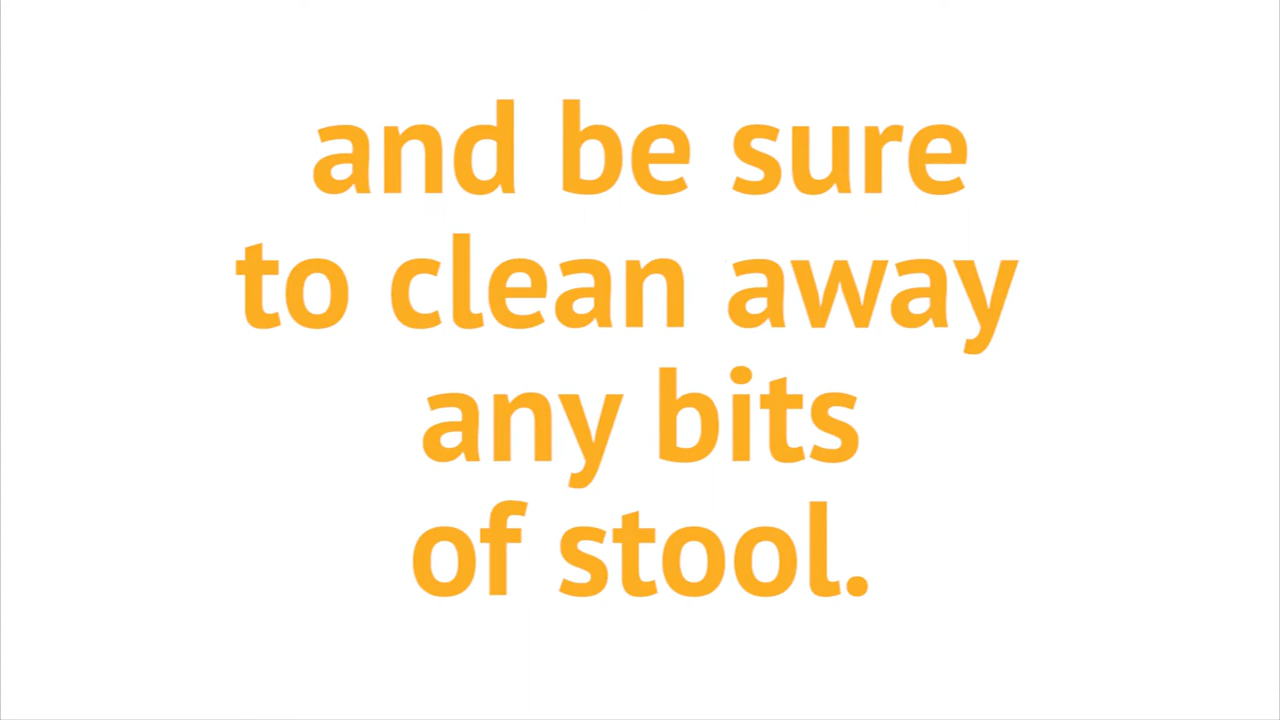 and be sure
to clean away
any bits
of stool.